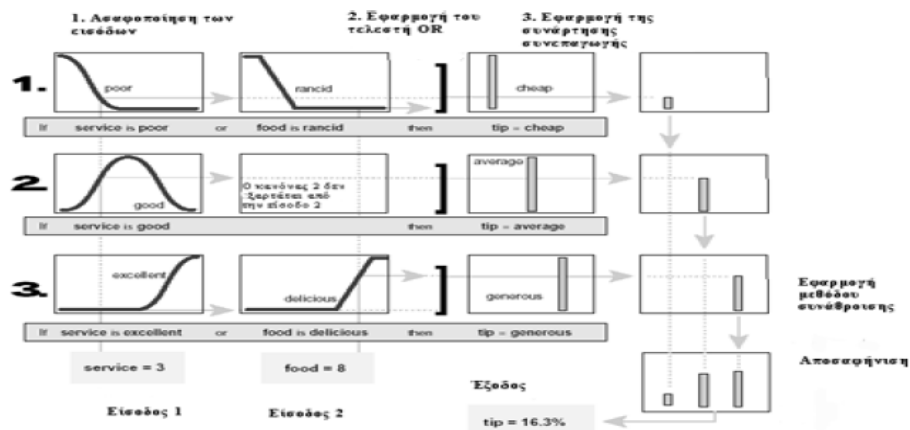 1. Ασαφοποίηση των
εισόδων
2. Εφαρμογή του
τελεστή OR
3. Εφαρμογή της
συνάρτησης
συνεπαγωγής
1. poor rancid cheap
If service is poor or food is rancid then tip = cheap
2. good average
Ο κανόνας 2 δεν
εξαρτάται από
την είσοδο 2
If service is good then tip = average
3. excellent delicious generous
If service is excellent or food is delicious then tip = generous
Εφαρμογή
μεθόδου
συνάθροισης
service = 3 food = 8
Αποσαφήνιση
Είσοδος 1 Είσοδος 2 Έξοδος
tip = 16.3%